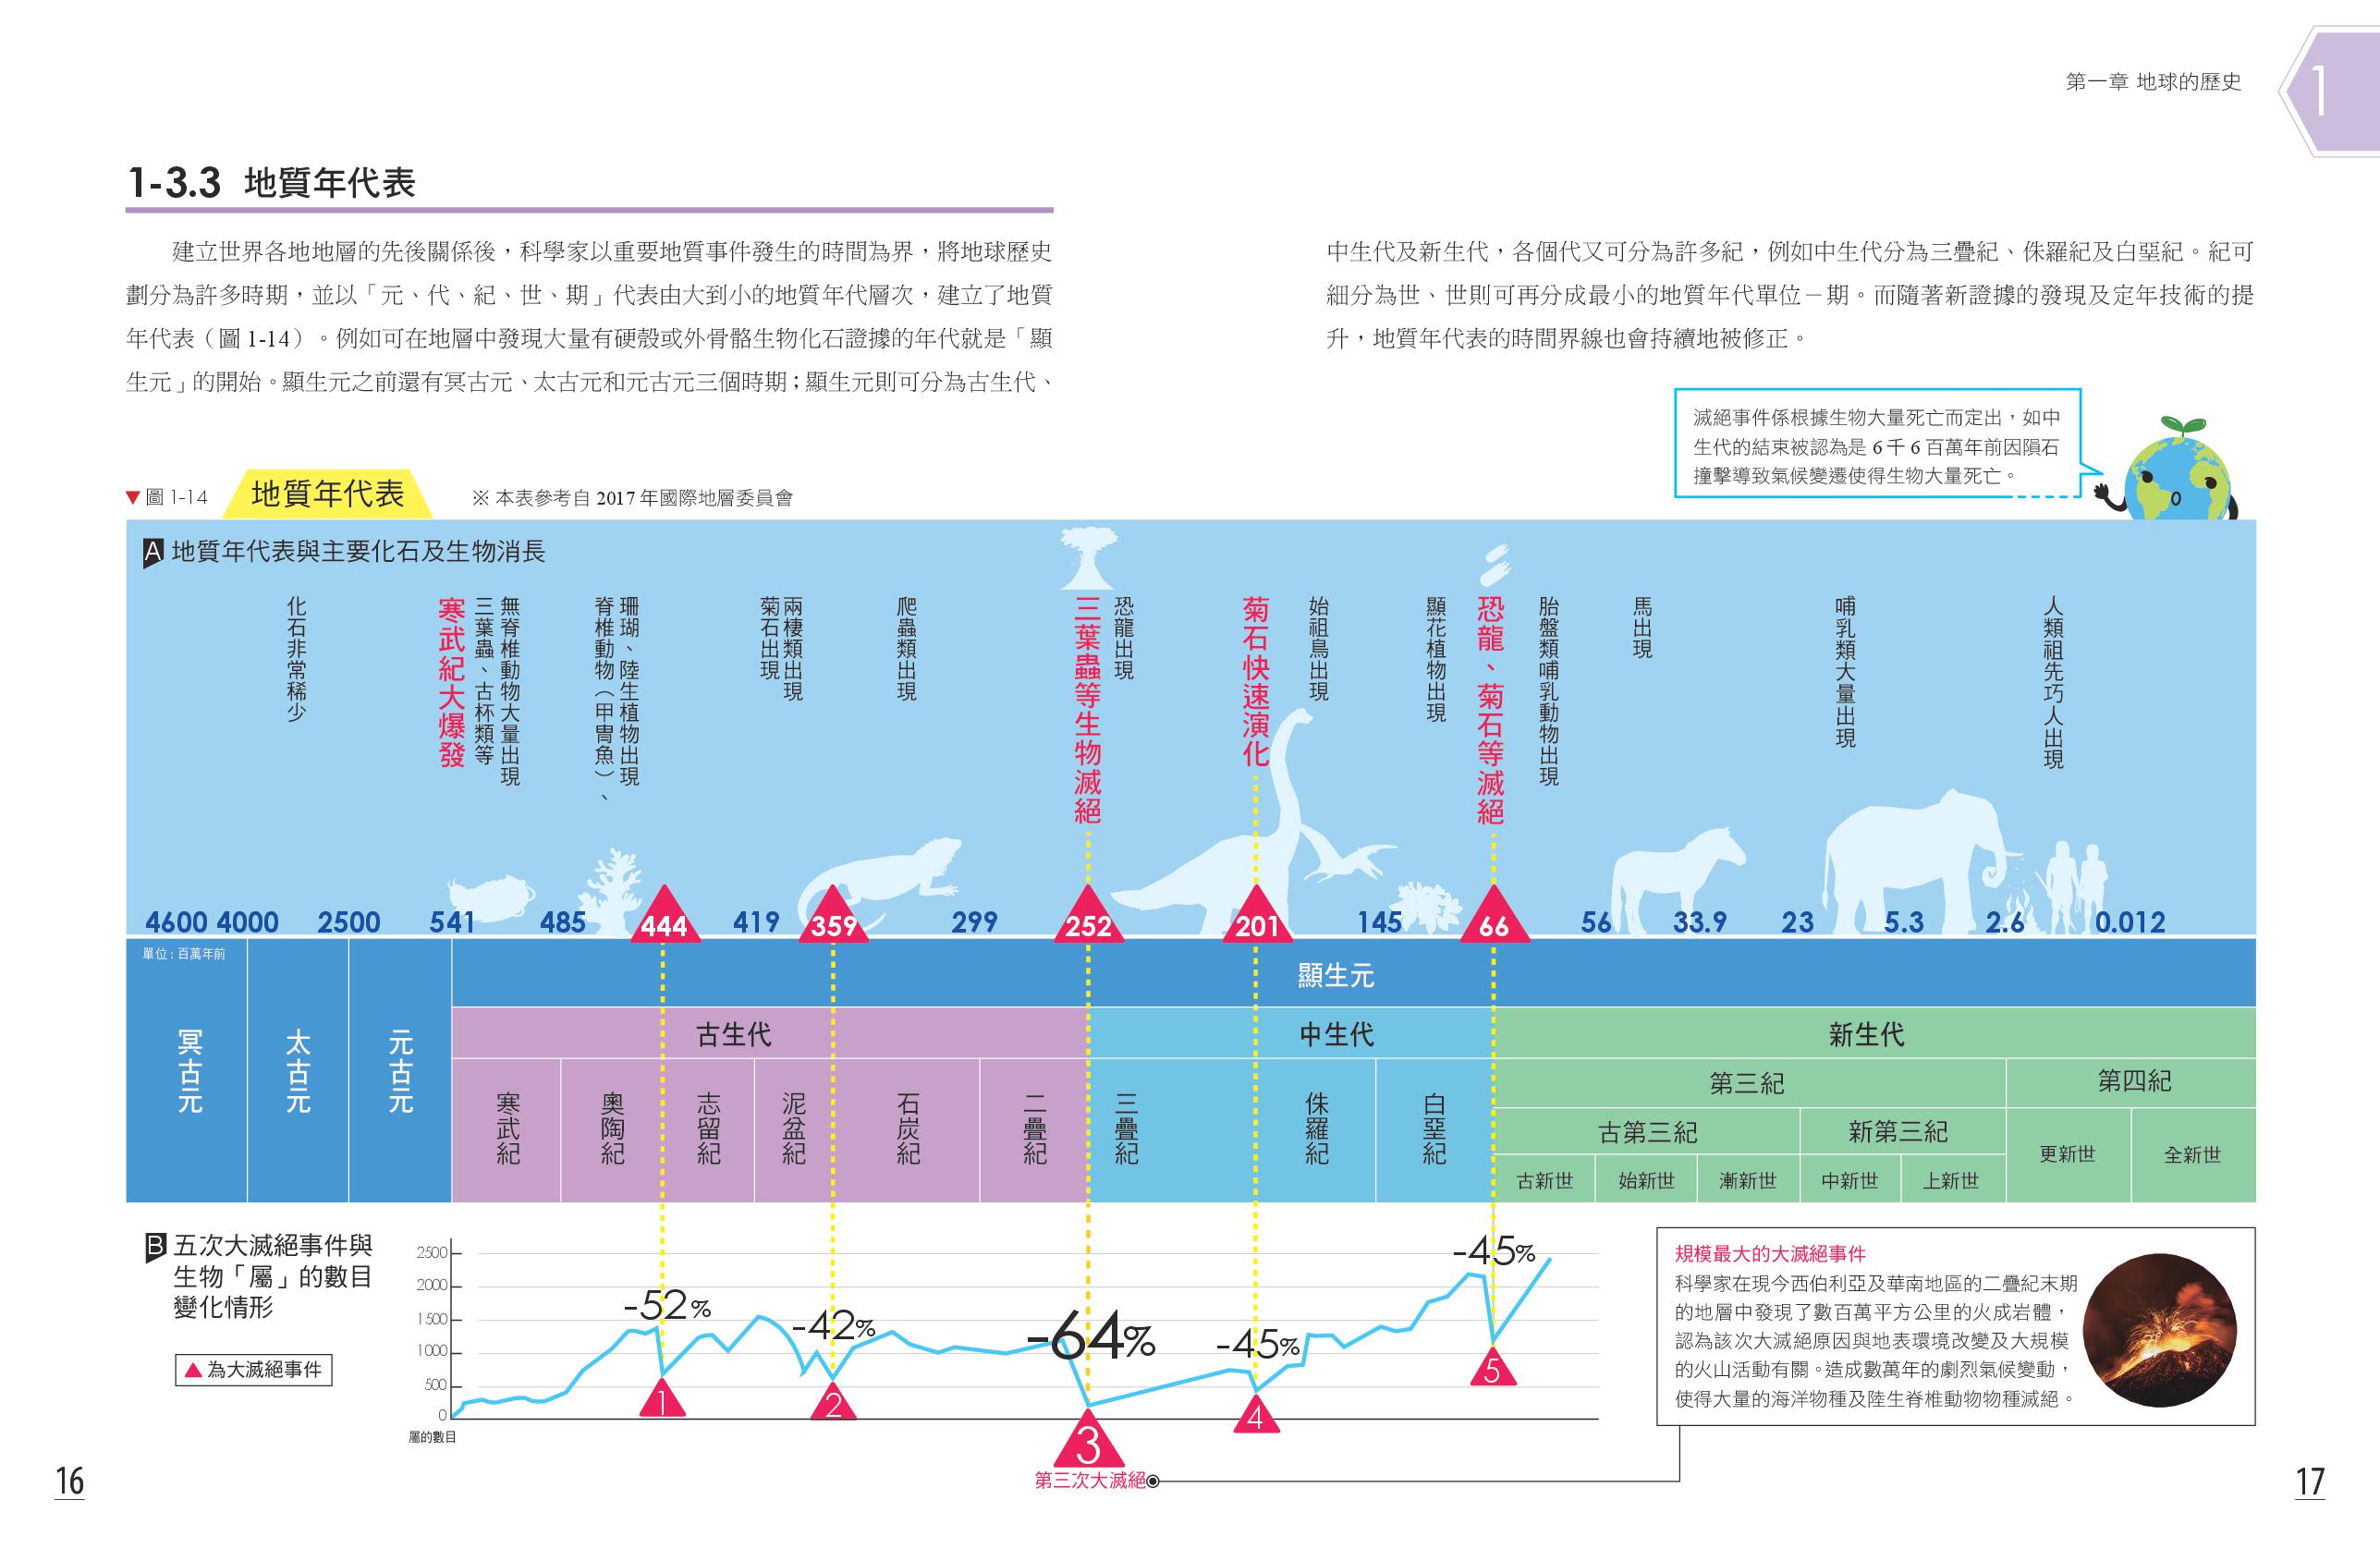 第一章 地球的歷史
1
1-3.3 地質年代表
建立世界各地地層的先後關係後，科學家以重要地質事件發生的時間為界，將地球歷史
劃分為許多時期，並以「元、代、紀、世、期」代表由大到小的地質年代層次，建立了地質
年代表（圖 1-14）。例如可在地層中發現大量有硬殼或外骨骼生物化石證據的年代就是「顯
生元」的開始。顯生元之前還有冥古元、太古元和元古元三個時期；顯生元則可分為古生代、
中生代及新生代，各個代又可分為許多紀，例如中生代分為三疊紀、侏羅紀及白堊紀。紀可
細分為世、世則可再分成最小的地質年代單位－期。而隨著新證據的發現及定年技術的提
升，地質年代表的時間界線也會持續地被修正。
滅絕事件係根據生物大量死亡而定出，如中
生代的結束被認為是 6 千 6 百萬年前因隕石
撞擊導致氣候變遷使得生物大量死亡。
▼圖 1-14
地質年代表
※ 本表參考自 2017 年國際地層委員會
A 地質年代表與主要化石及生物消長
化石非常稀少
寒武紀大爆發
三葉蟲、古杯類等
無脊椎動物大量出現
脊椎動物（甲冑魚）、
珊瑚、陸生植物出現
菊石出現
兩棲類出現
爬蟲類出現
三葉蟲等生物滅絕
恐龍出現
菊石快速演化
始祖鳥出現
顯花植物出現
恐龍、菊石等滅絕
胎盤類哺乳動物出現
馬出現
哺乳類大量出現
人類祖先巧人出現
4600 4000 2500 541 485 444 419 359 299 252 201 145 66 56 33.9 23 5.3 2.6 0.012
單位：百萬年前
顯生元
冥古元
太古元
元古元
古生代
中生代
新生代
寒武紀
奧陶紀
志留紀
泥盆紀
石炭紀
二疊紀
三疊紀
侏羅紀
白堊紀
第三紀
第四紀
古第三紀
新第三紀
古新世
始新世
漸新世
中新世
上新世
更新世
全新世
B 五次大滅絕事件與
生物「屬」的數目
變化情形
▲為大滅絕事件
2500
2000
1500
1000
500
0
屬的數目
-52%
-42%
-64%
-45%
-45%
1
2
3
4
5
第三次大滅絕
規模最大的大滅絕事件
科學家在現今西伯利亞及華南地區的二疊紀末期
的地層中發現了數百萬平方公里的火成岩體，
認為該次大滅絕原因與地表環境改變及大規模
的火山活動有關。造成數萬年的劇烈氣候變動，
使得大量的海洋物種及陸生脊椎動物物種滅絕。
16
17